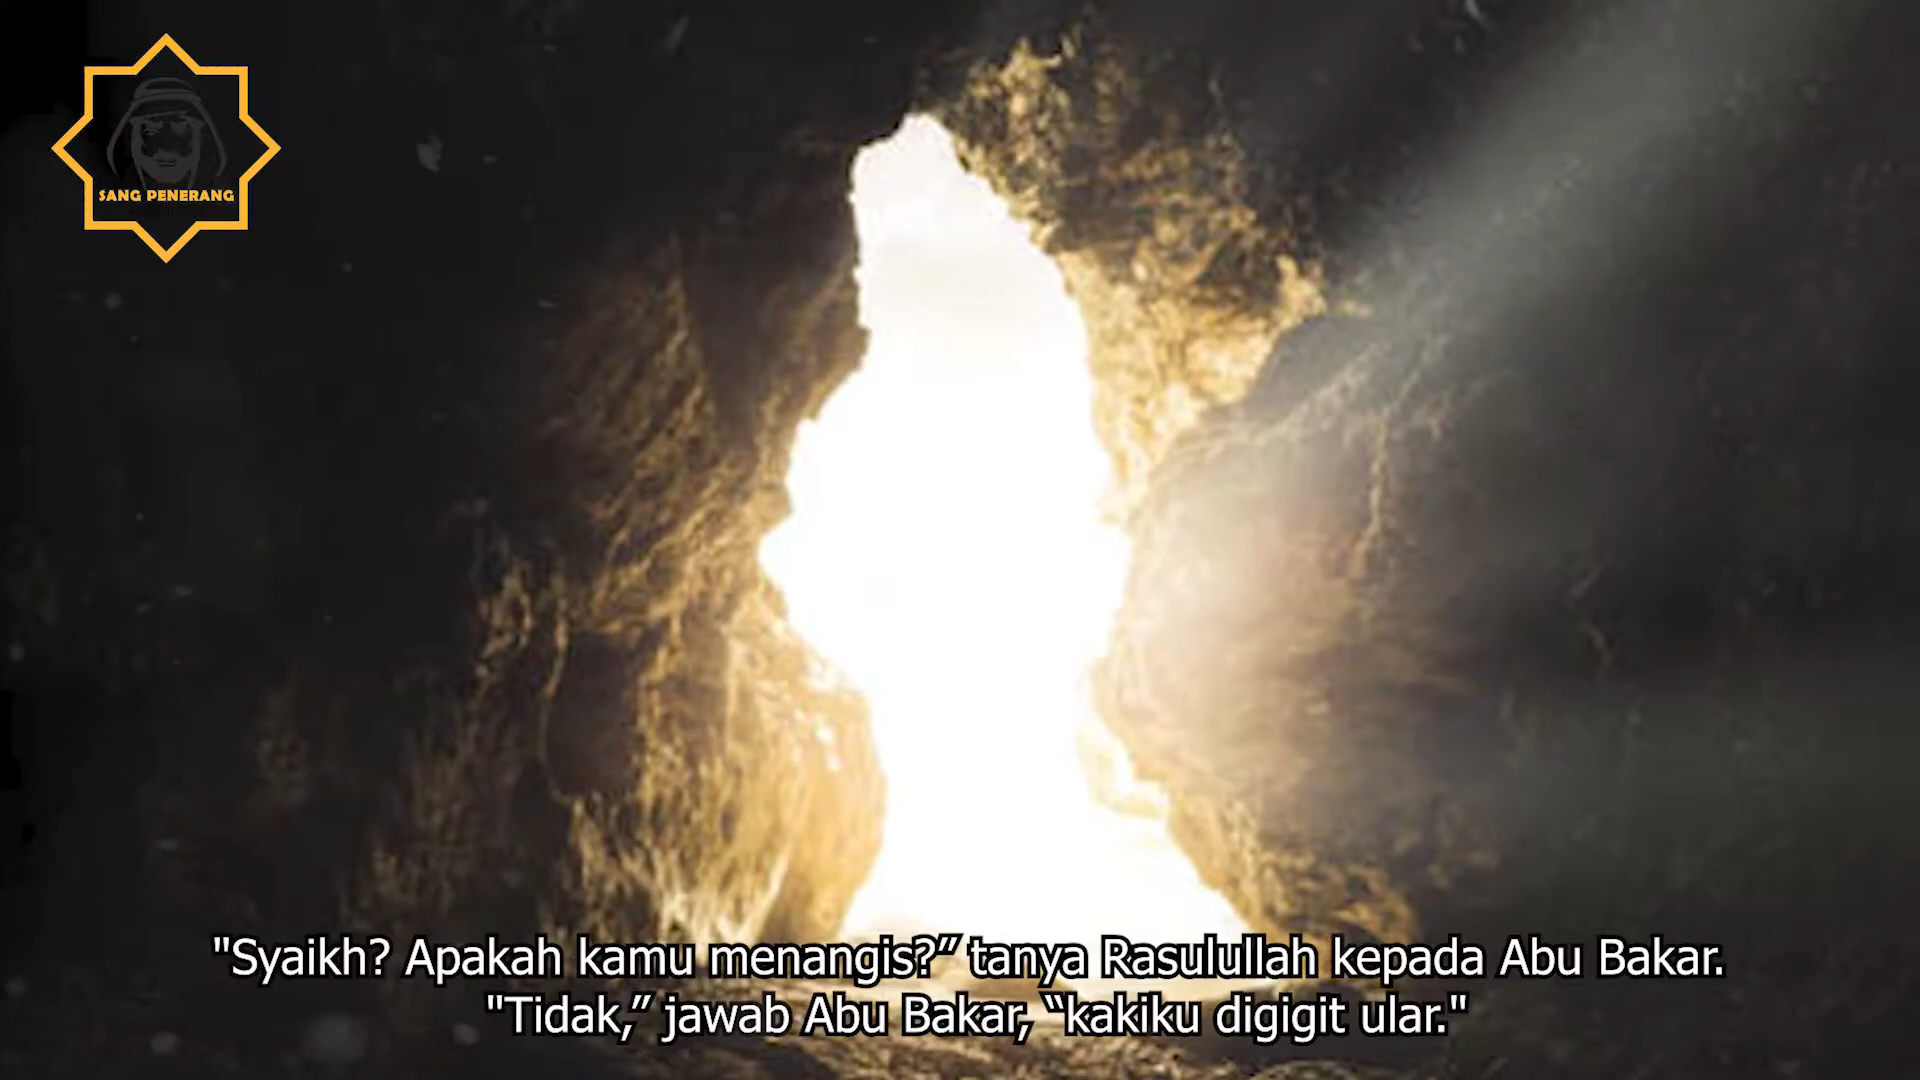 SANG PENERANG
"Syaikh? Apakah kamu menangis?” tanya Rasulullah kepada Abu Bakar.
"Tidak,” jawab Abu Bakar, “kakiku digigit ular."